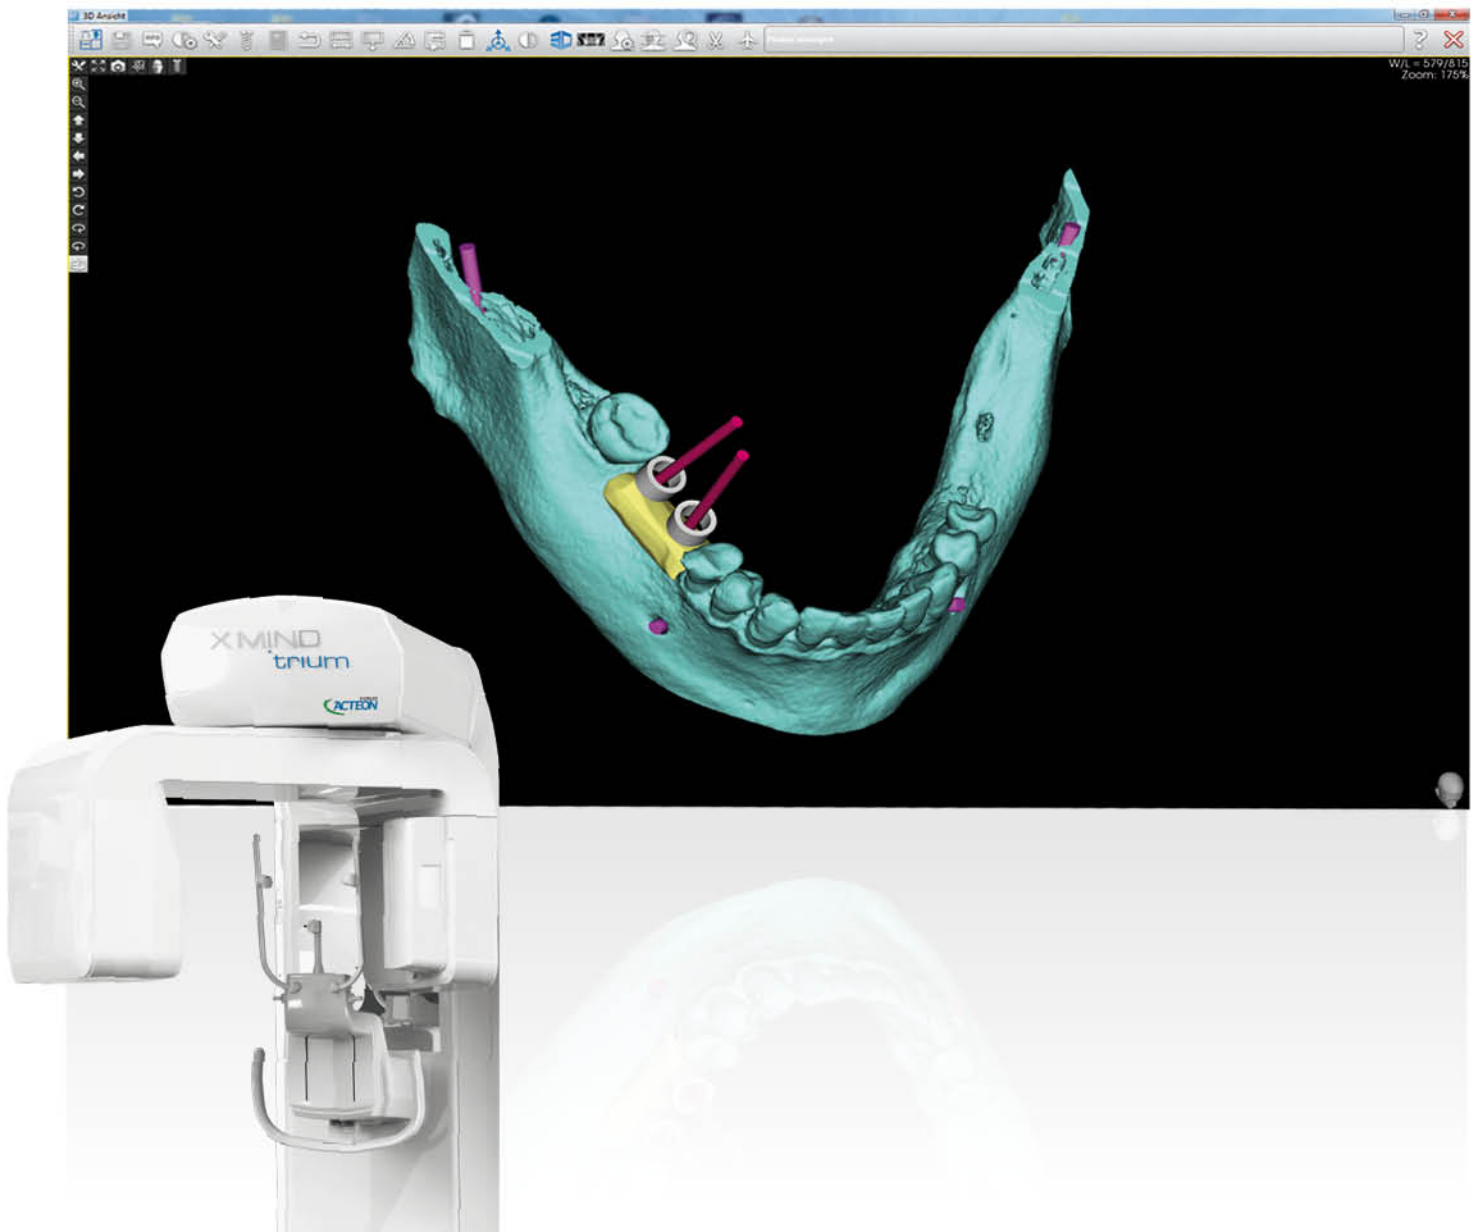 3D Ansicht
W/L = 579/815
Zoom: 175%
X MIND
trium
ACTEON